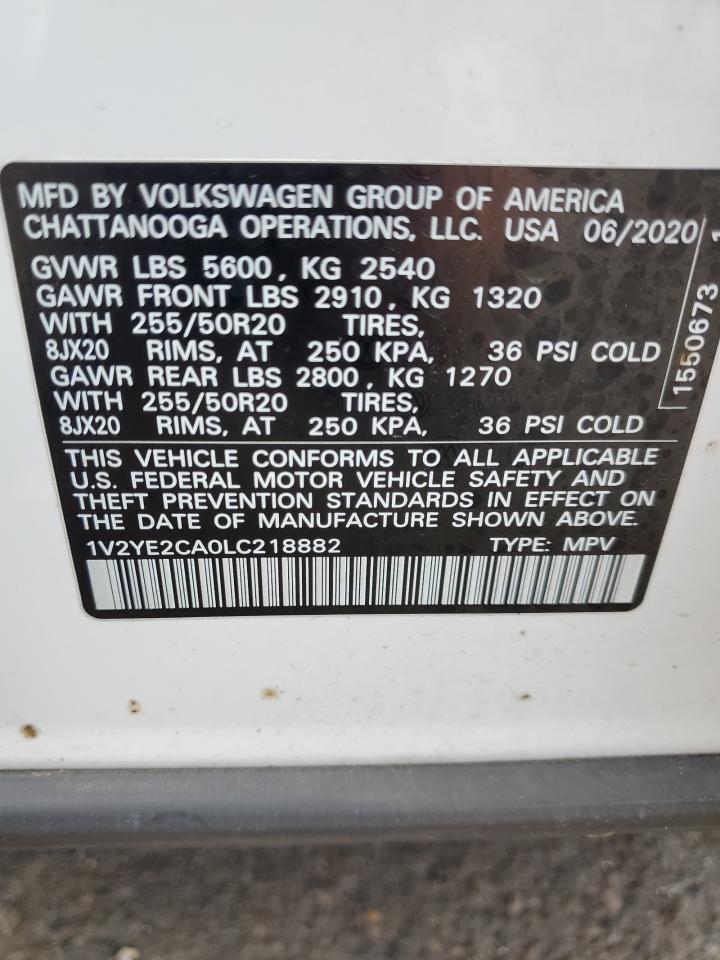 MFD BY VOLKSWAGEN GROUP OF AMERICA
CHATTANOOGA OPERATIONS, LLC. USA 06/2020
GVWR LBS 5600, KG 2540
GAWR FRONT LBS 2910, KG 1320
WITH 255/50R20 TIRES,
8JX20 RIMS, AT 250 KPA, 36 PSI COLD
GAWR REAR LBS 2800, KG 1270
WITH 255/50R20 TIRES,
8JX20 RIMS, AT 250 KPA, 36 PSI COLD
THIS VEHICLE CONFORMS TO ALL APPLICABLE
U.S. FEDERAL MOTOR VEHICLE SAFETY AND
THEFT PREVENTION STANDARDS IN EFFECT ON
THE DATE OF MANUFACTURE SHOWN ABOVE.
1V2YE2CA0LC218882 TYPE: MPV
1550673 1